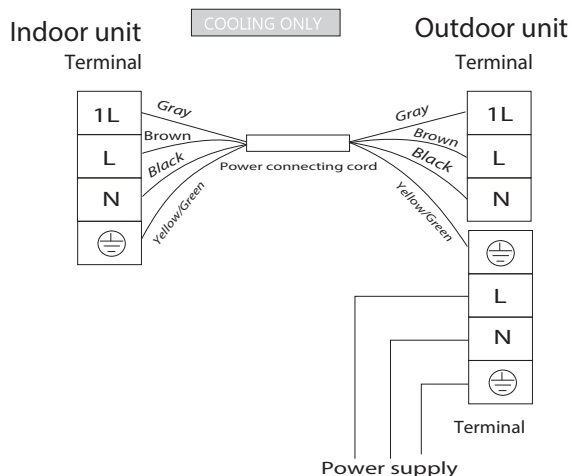 COOLING ONLY
Indoor unit
Outdoor unit
Terminal
Terminal
1L
Gray
Gray
1L
L
Brown
Brown
L
N
Black
Black
N
Power connecting cord
Yellow/Green
Yellow/Green
L
N
Terminal
Power supply